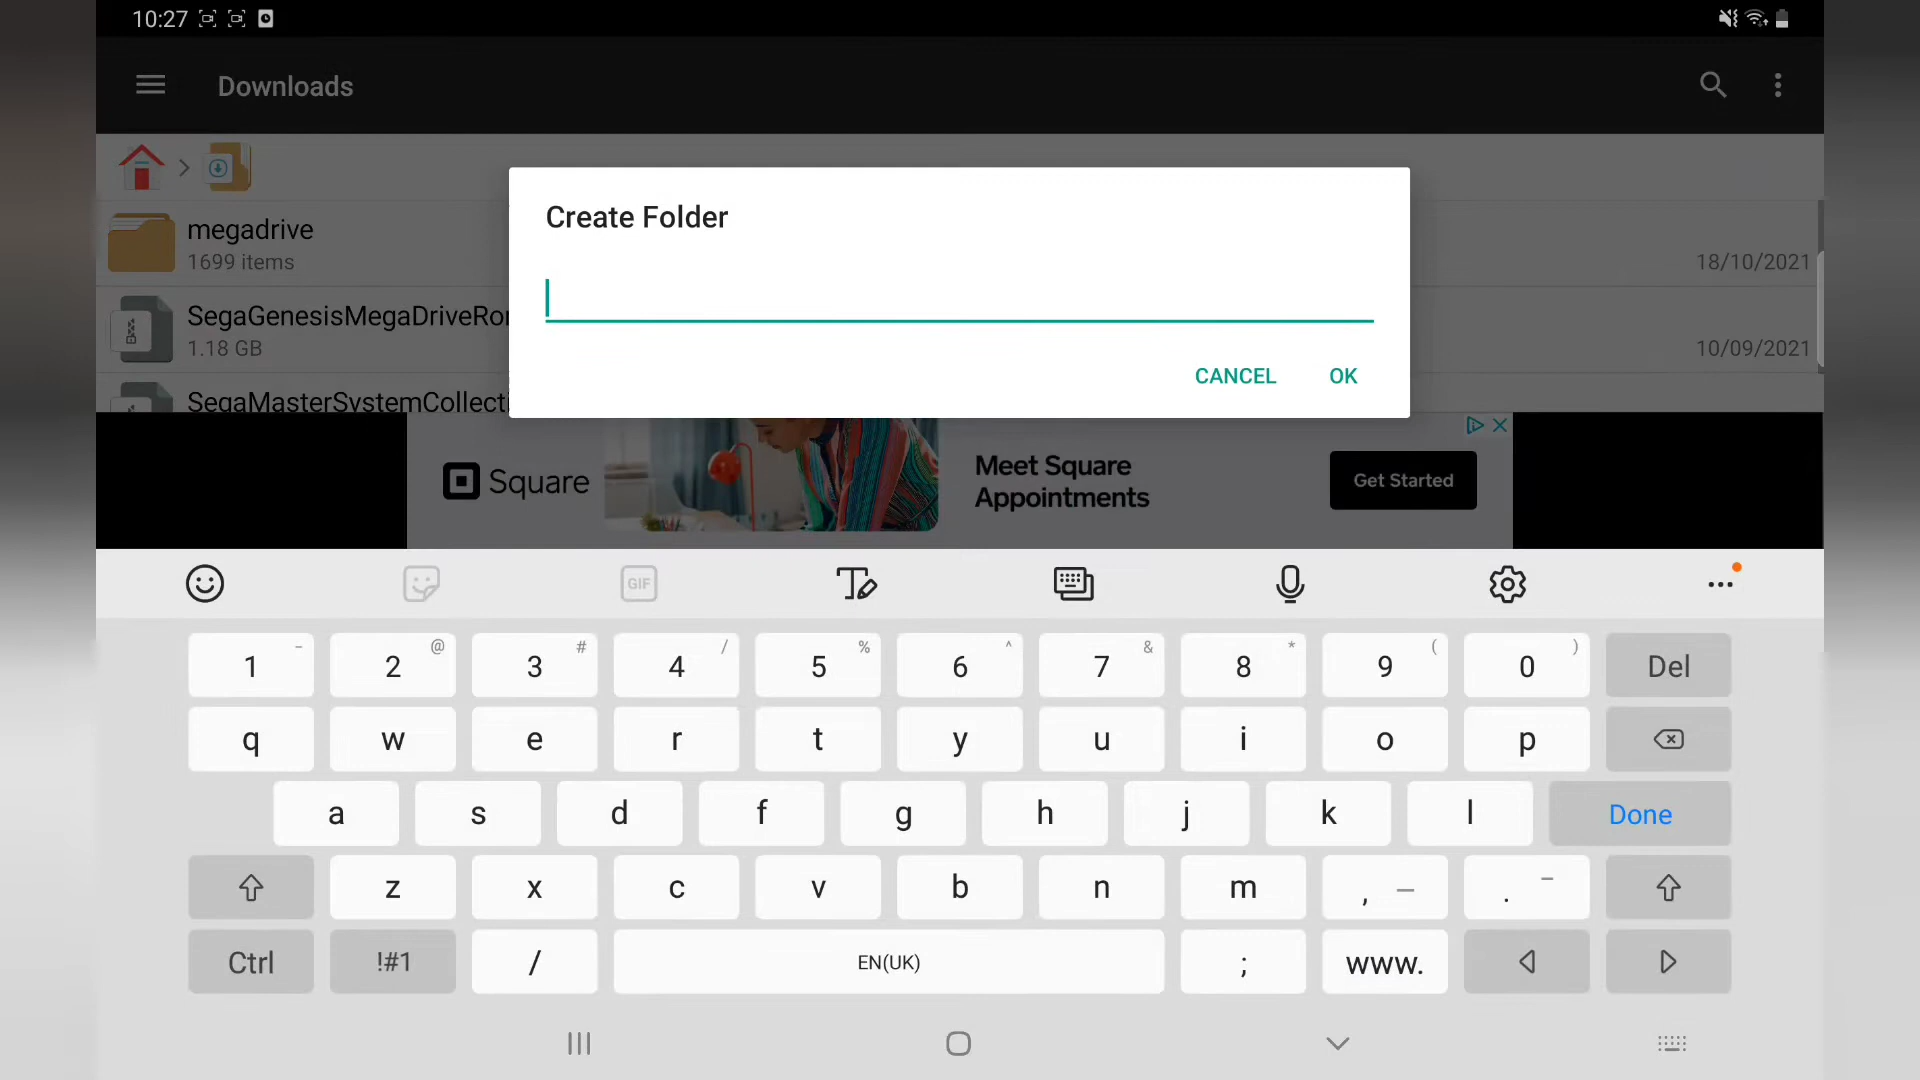 10:27
Downloads
megadrive
1699 items
18/10/2021
SegaGenesisMegaDriveRo
1.18 GB
10/09/2021
SegaMasterSystemCollecti
Create Folder
CANCEL OK
Square
Meet Square
Appointments
Get Started
GIF
1 - 2 @ 3 # 4 / 5 % 6 ^ 7 & 8 * 9 ( 0 ) Del
q w e r t y u i o p
a s d f g h j k l Done
z x c v b n m , — . –
Ctrl !#1 / EN(UK) ; www.